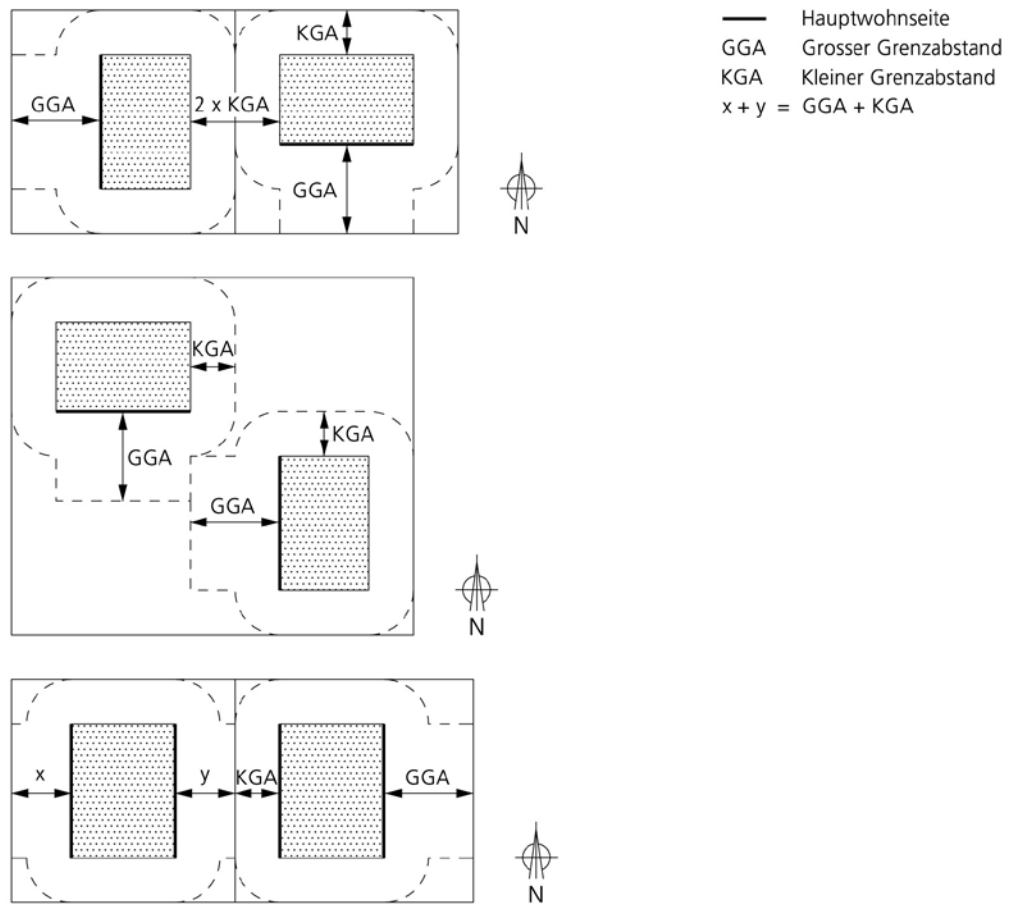 Hauptwohnseite
GGA Grosser Grenzabstand
KGA Kleiner Grenzabstand
x + y = GGA + KGA
KGA
GGA
2 x KGA
GGA
N
KGA
GGA
KGA
GGA
N
x
y
KGA
GGA
N